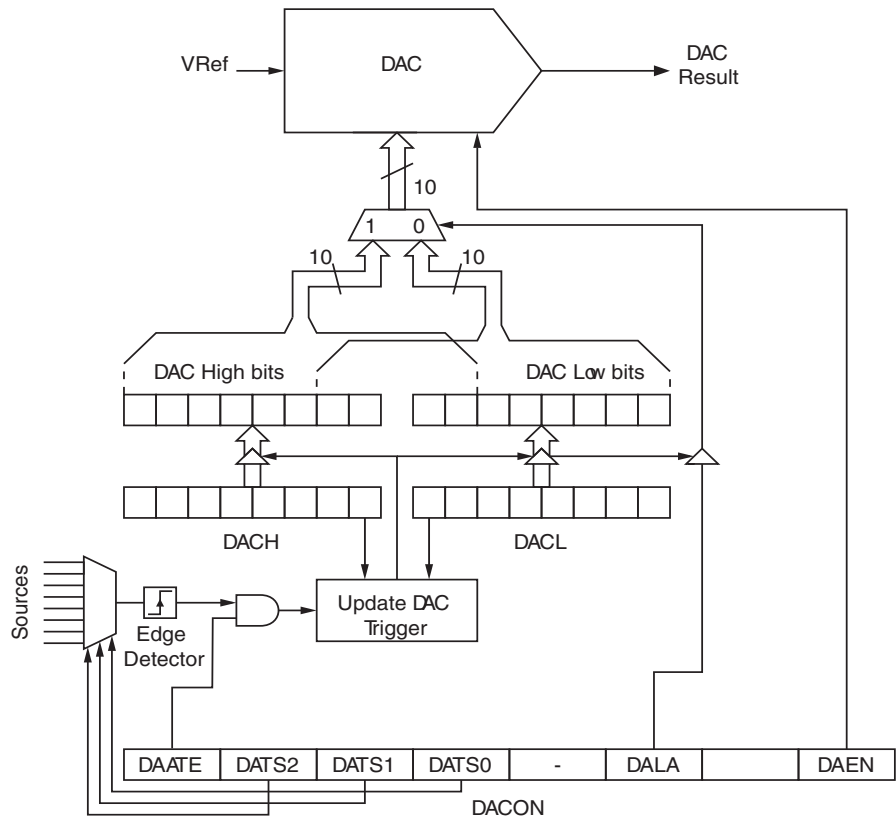 VRef
DAC
DAC
Result
10
1 0
10
10
DAC High bits
DAC Low bits
DACH
DACL
Sources
Edge
Detector
Update DAC
Trigger
DAATE
DATS2
DATS1
DATS0
-
DALA
DAEN
DACON